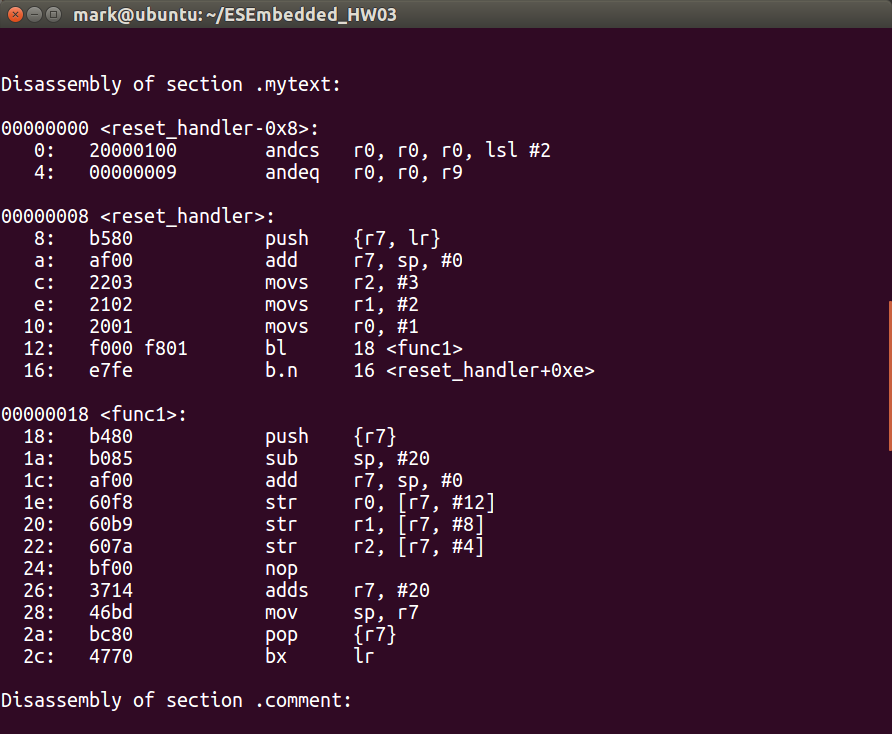 mark@ubuntu: ~/ESEmbedded_HW03
Disassembly of section .mytext:
00000000 <reset_handler-0x8>:
0: 20000100 andcs r0, r0, r0, lsl #2
4: 00000009 andeq r0, r0, r9
00000008 <reset_handler>:
8: b580 push {r7, lr}
a: af00 add r7, sp, #0
c: 2203 movs r2, #3
e: 2102 movs r1, #2
10: 2001 movs r0, #1
12: f000 f801 bl 18 <func1>
16: e7fe b.n 16 <reset_handler+0xe>
00000018 <func1>:
18: b480 push {r7}
1a: b085 sub sp, #20
1c: af00 add r7, sp, #0
1e: 60f8 str r0, [r7, #12]
20: 60b9 str r1, [r7, #8]
22: 607a str r2, [r7, #4]
24: bf00 nop
26: 3714 adds r7, #20
28: 46bd mov sp, r7
2a: bc80 pop {r7}
2c: 4770 bx lr
Disassembly of section .comment: